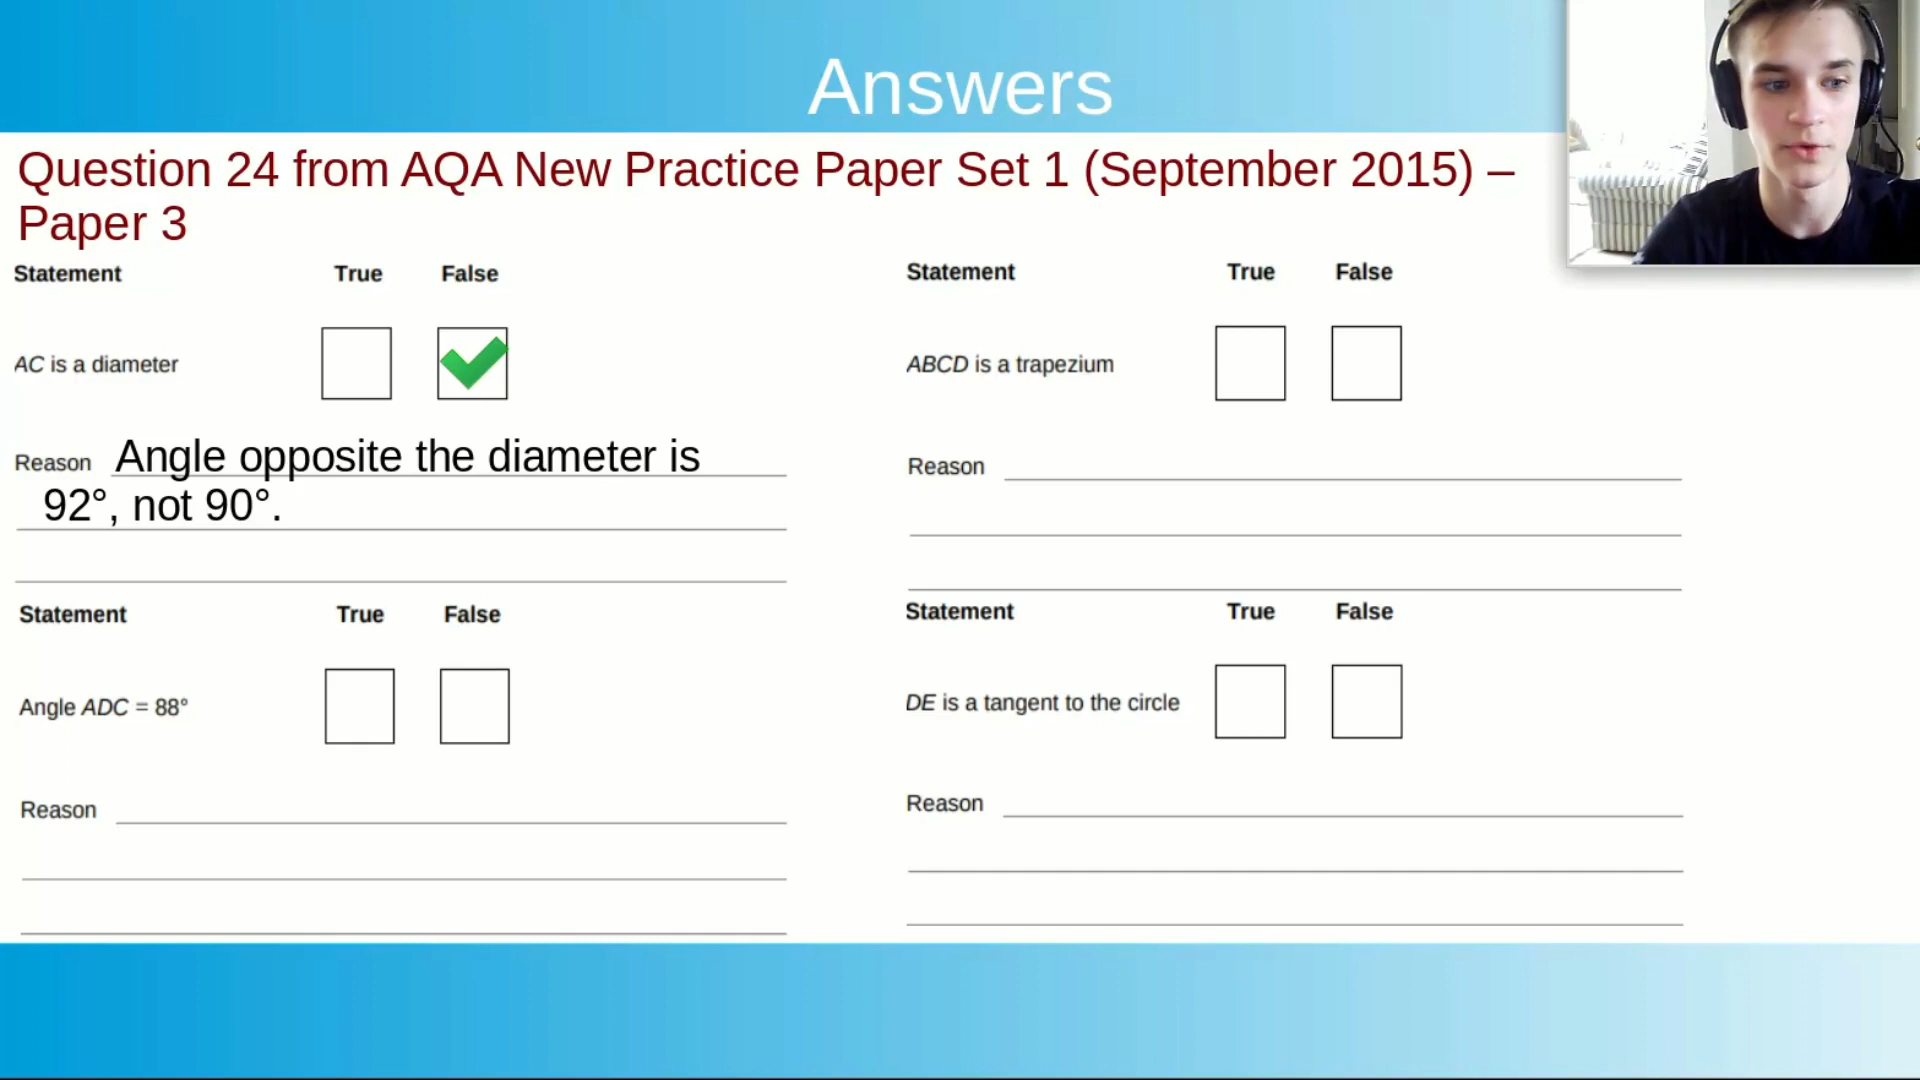 Answers
Question 24 from AQA New Practice Paper Set 1 (September 2015) –
Paper 3
Statement True False
AC is a diameter
Reason Angle opposite the diameter is
92°, not 90°.
Statement True False
ABCD is a trapezium
Reason
Statement True False
Angle ADC = 88°
Reason
Statement True False
DE is a tangent to the circle
Reason